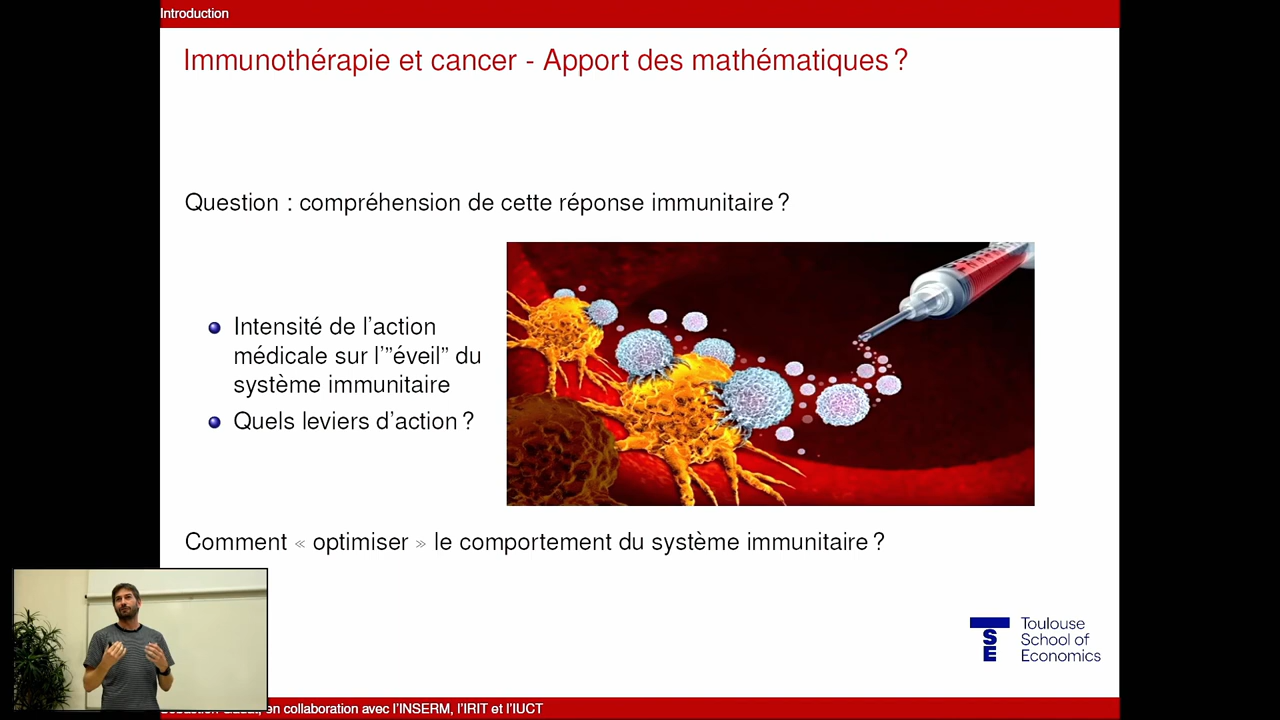 Introduction
Immunothérapie et cancer - Apport des mathématiques ?
Question : compréhension de cette réponse immunitaire ?
Intensité de l'action
médicale sur l'"éveil" du
système immunitaire
Quels leviers d'action ?
Comment « optimiser » le comportement du système immunitaire ?
TSE
Toulouse
School of
Economics
en collaboration avec l'INSERM, l'IRIT et l'IUCT